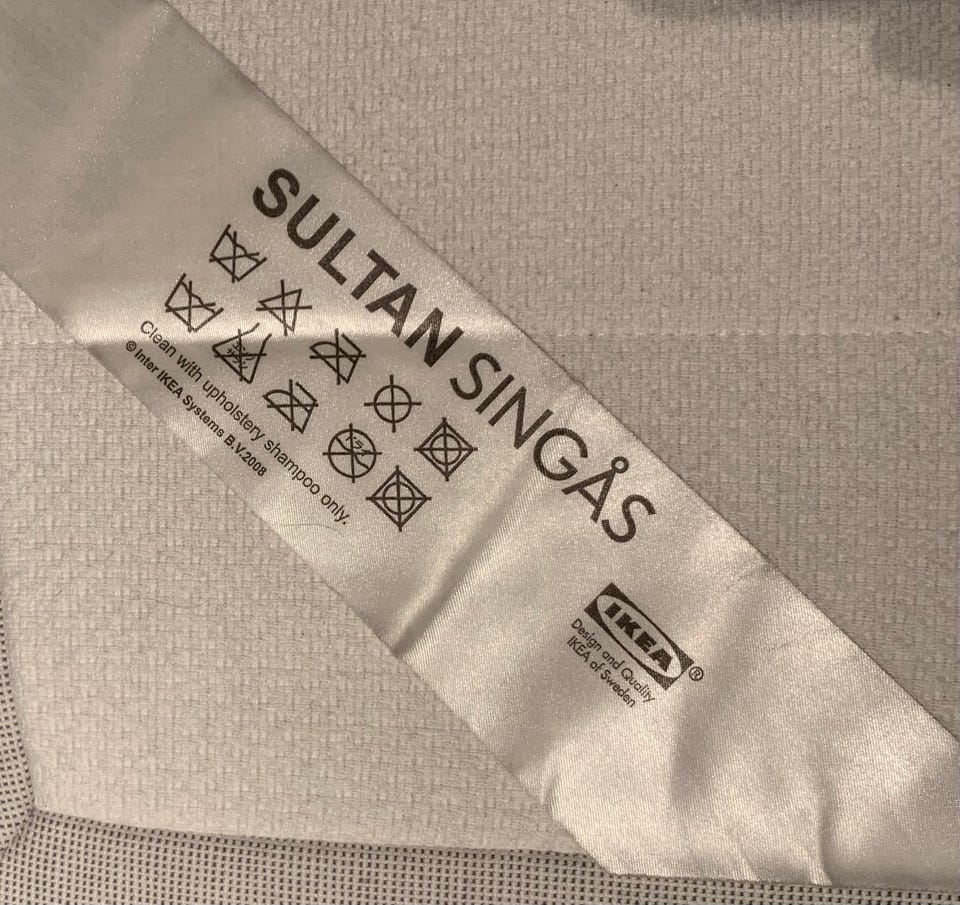 SULTAN SINGÅS
Clean with upholstery shampoo only.
© Inter IKEA Systems B.V.2008
IKEA®
Design and Quality
IKEA of Sweden